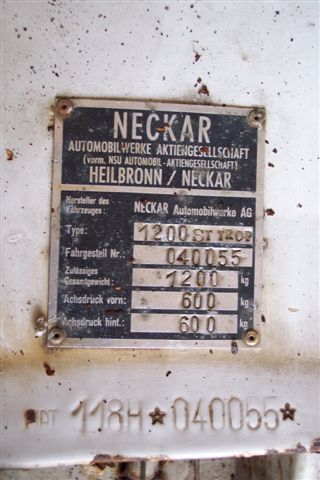 NECKAR
AUTOMOBILWERKE AKTIENGESELLSCHAFT
(vorm. NSU AUTOMOBIL - AKTIENGESELLSCHAFT)
HEILBRONN / NECKAR
Hersteller des Fahrzeuges: NECKAR Automobilwerke AG
Type: 1200 ST TROP
Fahrgestell Nr.: 040055
Zulässiges Gesamtgewicht: 1200 kg
Achsdruck vorn: 600 kg
Achsdruck hint.: 600 kg
118H*040055*